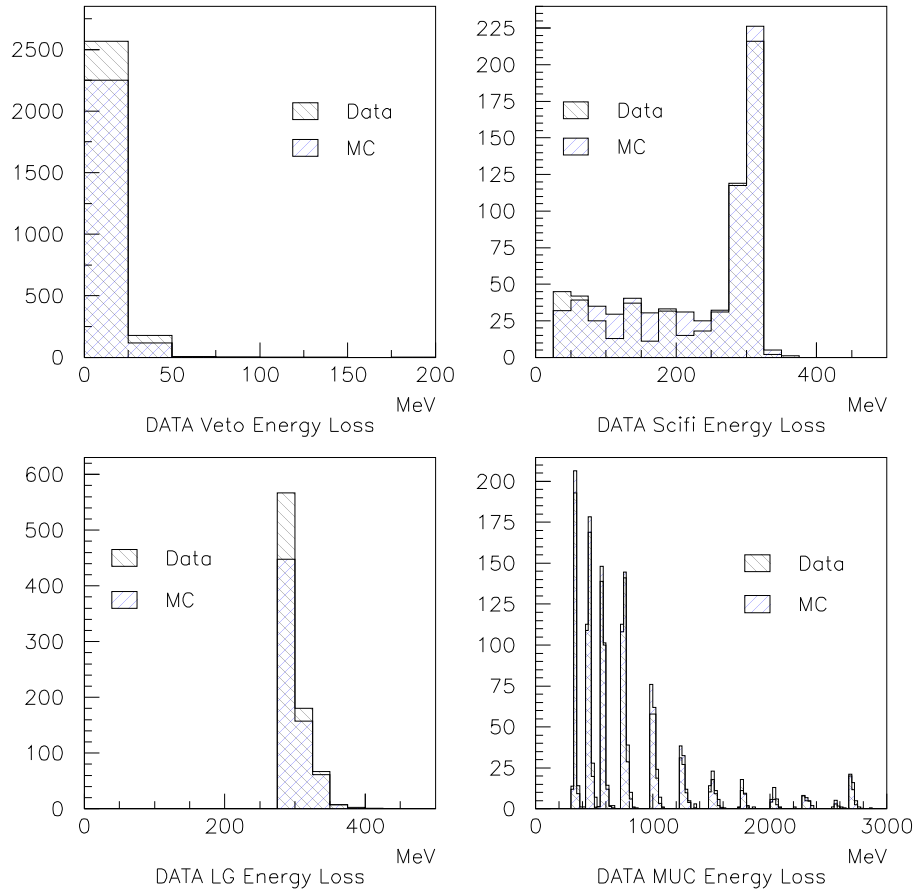 2500
2000
1500
1000
500
0
Data
MC
0 50 100 150 200
MeV
DATA Veto Energy Loss
225
200
175
150
125
100
75
50
25
0
Data
MC
0 200 400
MeV
DATA Scifi Energy Loss
600
500
400
300
200
100
0
Data
MC
0 200 400
MeV
DATA LG Energy Loss
200
175
150
125
100
75
50
25
0
Data
MC
0 1000 2000 3000
MeV
DATA MUC Energy Loss